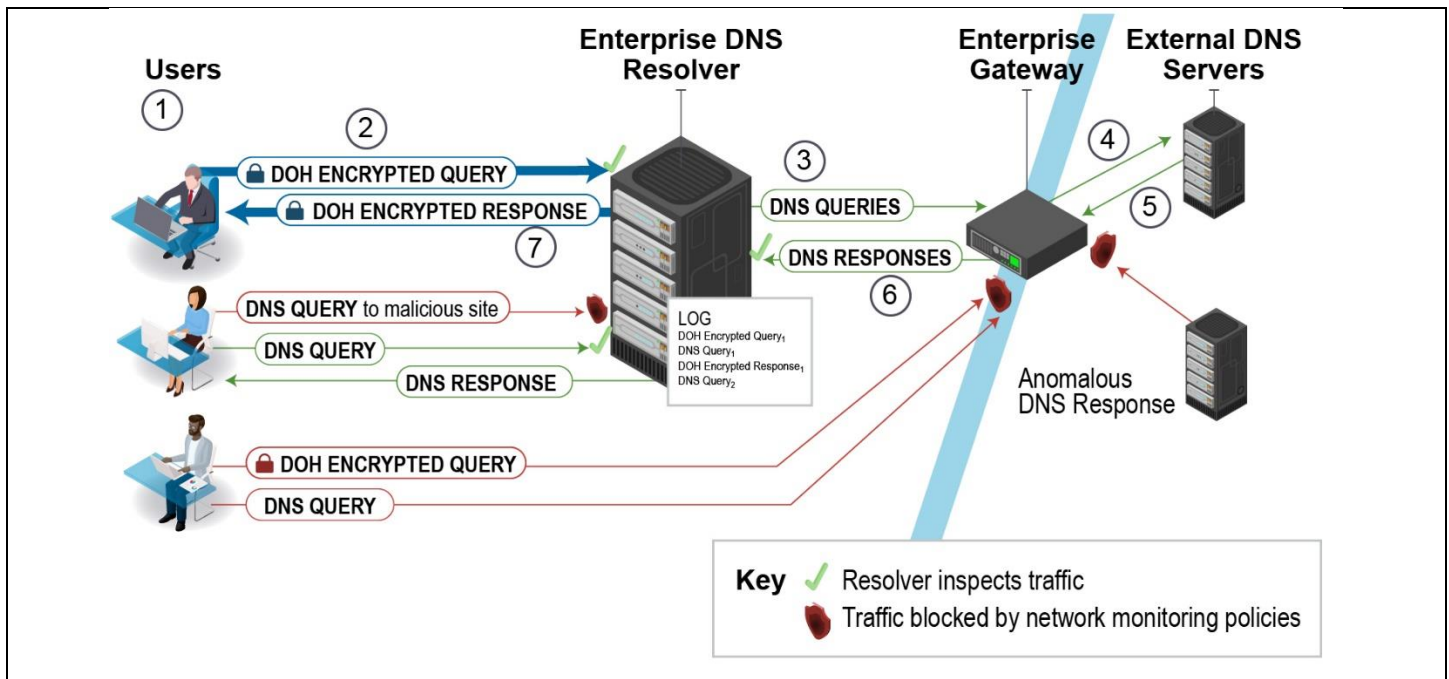 Users
Enterprise DNS
Resolver
Enterprise
Gateway
External DNS
Servers
1
2
DOH ENCRYPTED QUERY
3
4
DNS QUERIES
5
DOH ENCRYPTED RESPONSE
7
DNS RESPONSES
6
DNS QUERY to malicious site
DNS QUERY
DNS RESPONSE
LOG
DOH Encrypted Query₁
DNS Query₁
DOH Encrypted Response₁
DNS Query₂
Anomalous
DNS Response
DOH ENCRYPTED QUERY
DNS QUERY
Key
Resolver inspects traffic
Traffic blocked by network monitoring policies